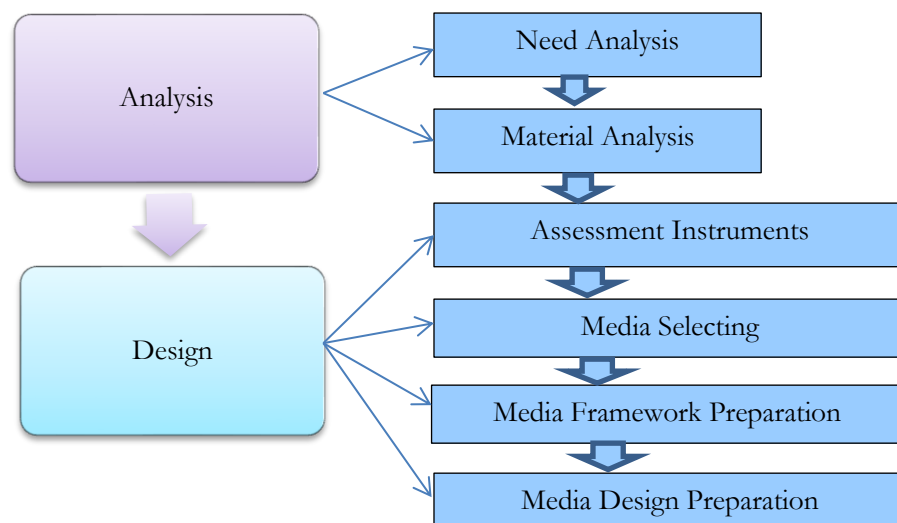 Need Analysis
Analysis
Material Analysis
Assessment Instruments
Media Selecting
Design
Media Framework Preparation
Media Design Preparation